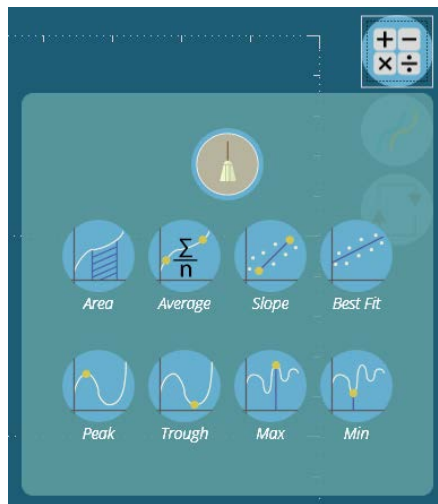 + −
× ÷
Σ
n
Area Average Slope Best Fit
Peak Trough Max Min